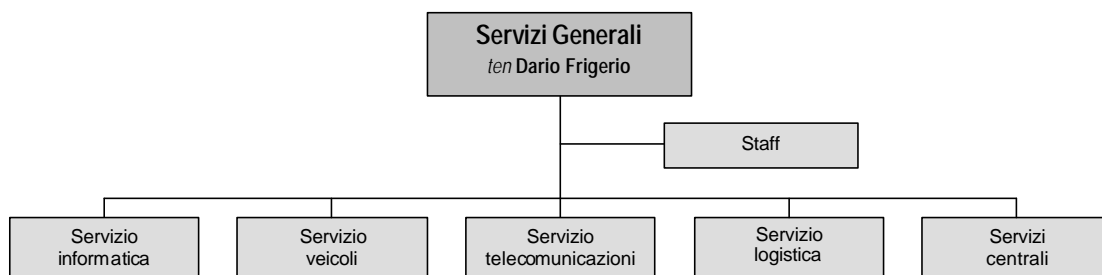 Servizi Generali
ten Dario Frigerio
Staff
Servizio
informatica
Servizio
veicoli
Servizio
telecomunicazioni
Servizio
logistica
Servizi
centrali